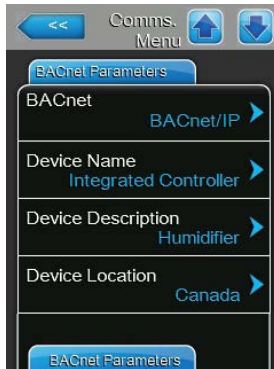 << Comms.
Menu
BACnet Parameters
BACnet
BACnet/IP
Device Name
Integrated Controller
Device Description
Humidifier
Device Location
Canada
BACnet Parameters